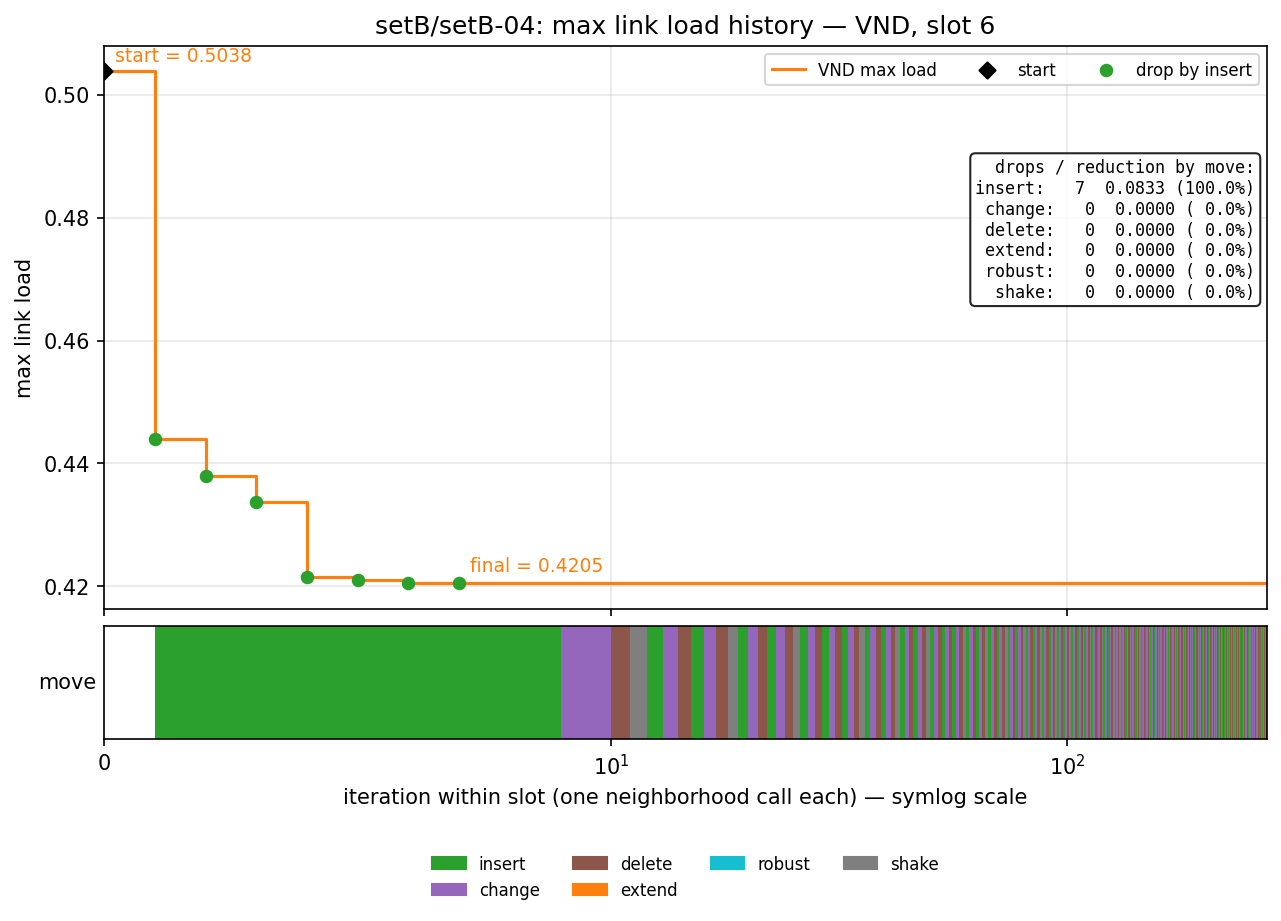 setB/setB-04: max link load history — VND, slot 6
start = 0.5038
VND max load start drop by insert
drops / reduction by move:
insert: 7 0.0833 (100.0%)
change: 0 0.0000 ( 0.0%)
delete: 0 0.0000 ( 0.0%)
extend: 0 0.0000 ( 0.0%)
robust: 0 0.0000 ( 0.0%)
shake: 0 0.0000 ( 0.0%)
0.50
0.48
0.46
0.44
0.42
max link load
final = 0.4205
move
0 10¹ 10²
iteration within slot (one neighborhood call each) — symlog scale
insert delete robust shake
change extend